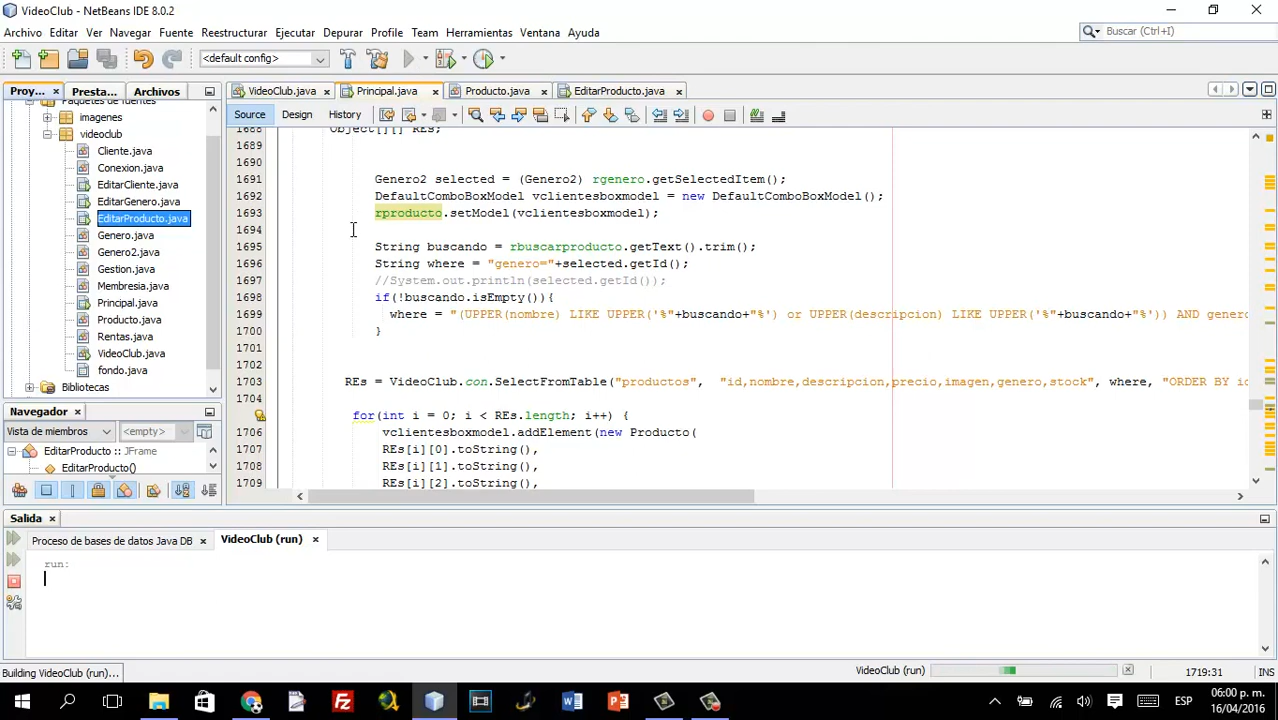 VideoClub - NetBeans IDE 8.0.2
Archivo Editar Ver Navegar Fuente Reestructurar Ejecutar Depurar Profile Team Herramientas Ventana Ayuda
Buscar (Ctrl+I)
<default config>
Proy... Presta... Archivos
VideoClub.java Principal.java Producto.java EditarProducto.java
Source Design History
Paquetes de fuentes
imagenes
videoclub
Cliente.java
Conexion.java
EditarCliente.java
EditarGenero.java
EditarProducto.java
Genero.java
Genero2.java
Gestion.java
Membresia.java
Principal.java
Producto.java
Rentas.java
VideoClub.java
fondo.java
Bibliotecas
Navegador
Vista de miembros <empty>
EditarProducto :: JFrame
EditarProducto()
1688 Object[][] REs;
1689
1690
1691 Genero2 selected = (Genero2) rgenero.getSelectedItem();
1692 DefaultComboBoxModel vclientesboxmodel = new DefaultComboBoxModel();
1693 rproducto.setModel(vclientesboxmodel);
1694
1695 String buscando = rbuscarproducto.getText().trim();
1696 String where = "genero="+selected.getId();
1697 //System.out.println(selected.getId());
1698 if(!buscando.isEmpty()){
1699 where = "(UPPER(nombre) LIKE UPPER('%"+buscando+"%') or UPPER(descripcion) LIKE UPPER('%"+buscando+"%')) AND genero
1700 }
1701
1702
1703 REs = VideoClub.con.SelectFromTable("productos", "id,nombre,descripcion,precio,imagen,genero,stock", where, "ORDER BY id
1704
for(int i = 0; i < REs.length; i++) {
1706 vclientesboxmodel.addElement(new Producto(
1707 REs[i][0].toString(),
1708 REs[i][1].toString(),
1709 REs[i][2].toString(),
Salida
Proceso de bases de datos Java DB VideoClub (run)
run:
Building VideoClub (run)... VideoClub (run) 1719:31 INS
ESP 06:00 p. m.
16/04/2016